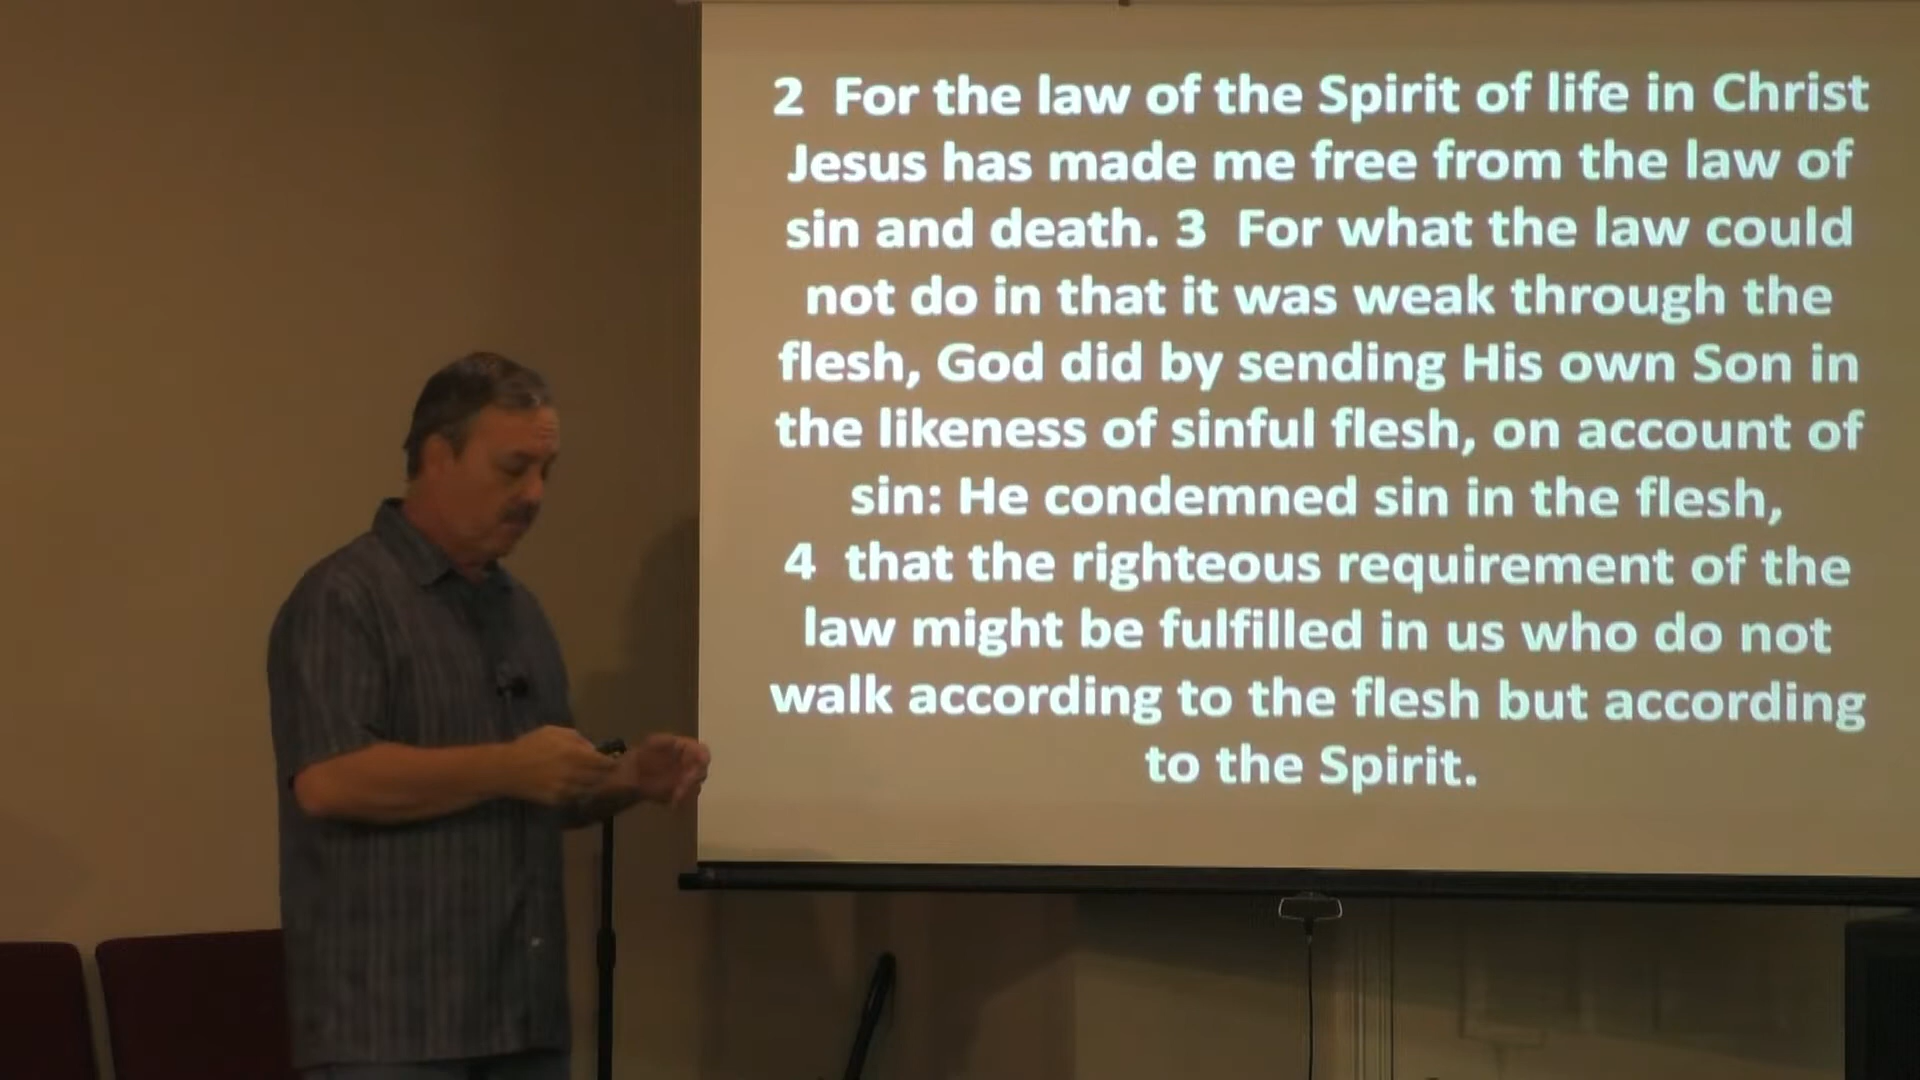 2 For the law of the Spirit of life in Christ
Jesus has made me free from the law of
sin and death. 3 For what the law could
not do in that it was weak through the
flesh, God did by sending His own Son in
the likeness of sinful flesh, on account of
sin: He condemned sin in the flesh,
4 that the righteous requirement of the
law might be fulfilled in us who do not
walk according to the flesh but according
to the Spirit.